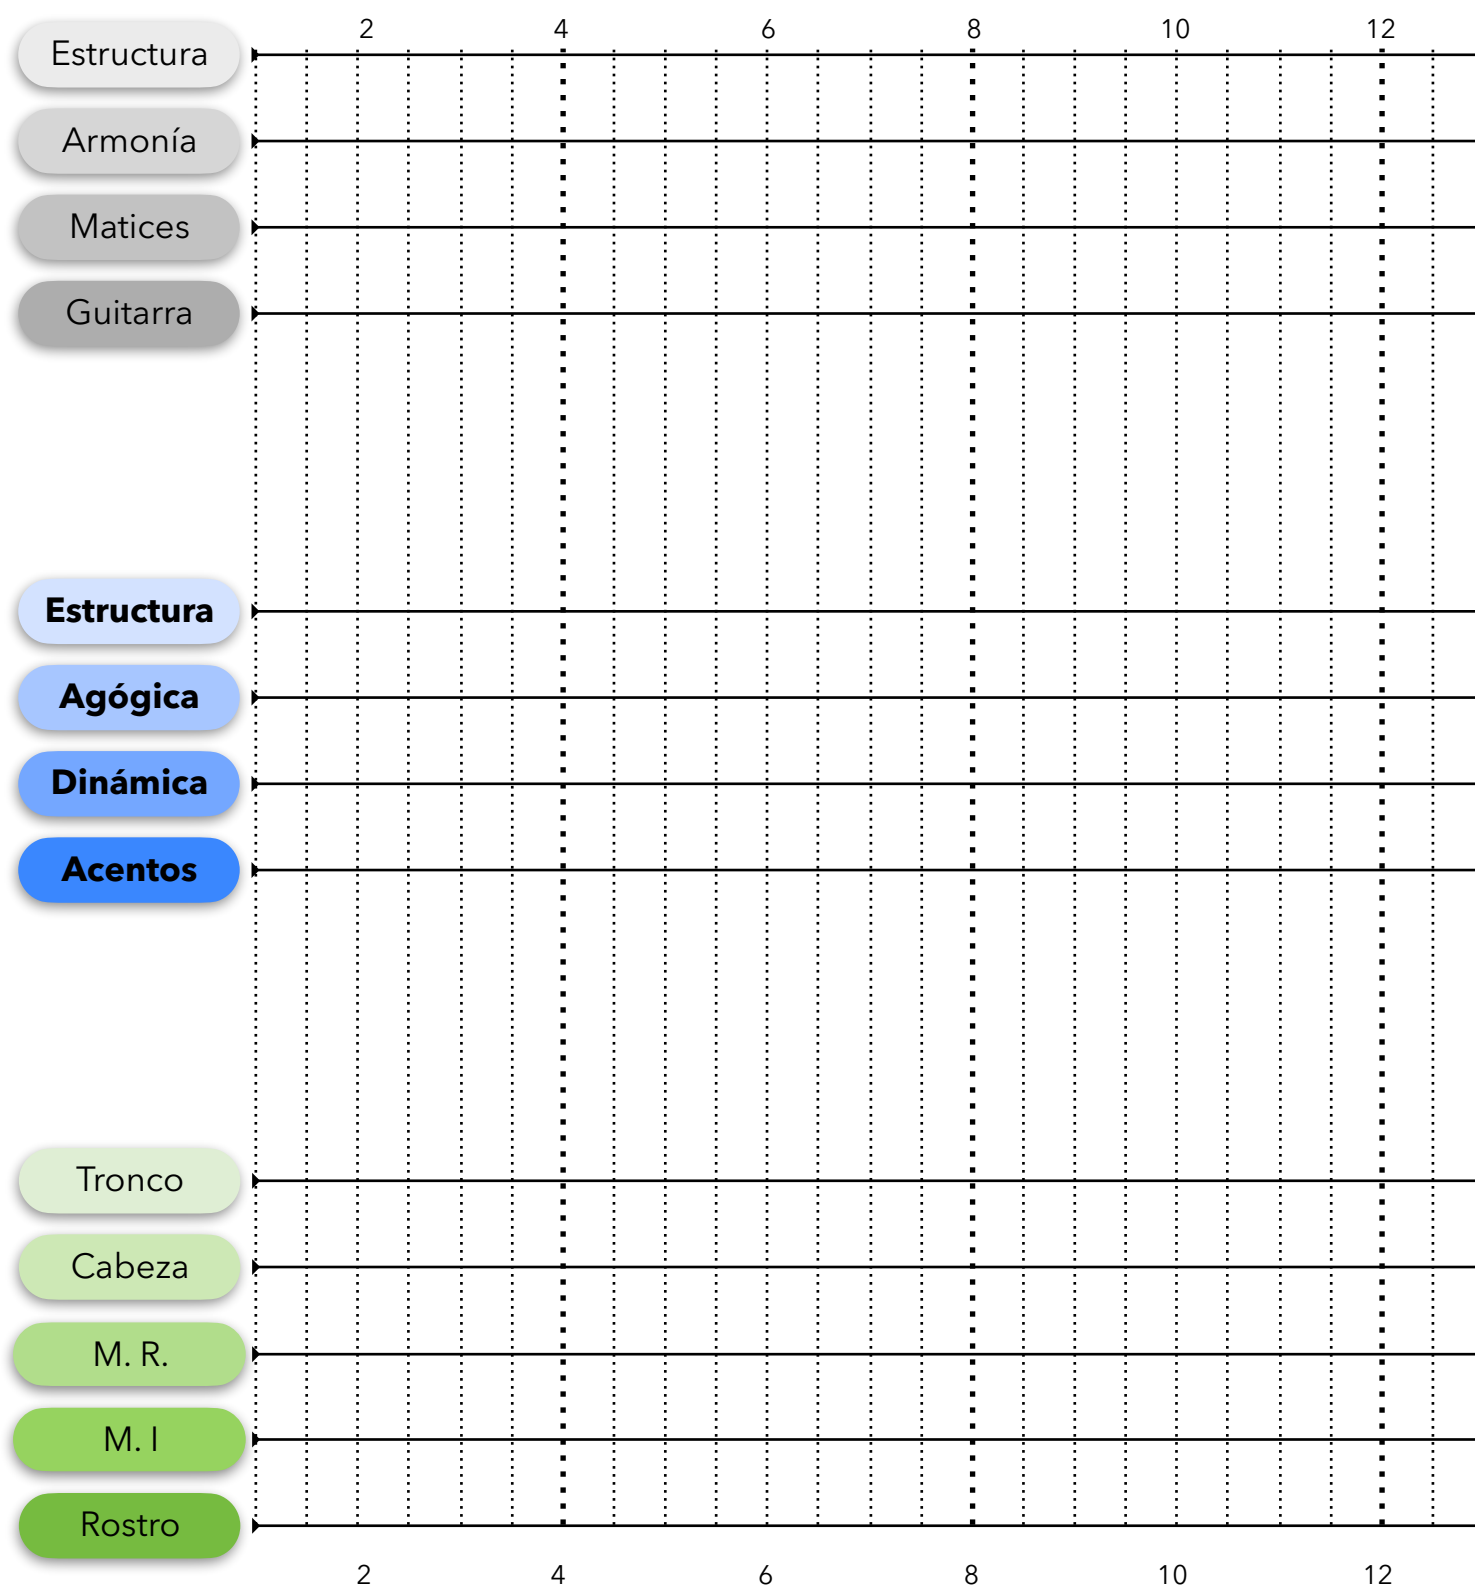 2 4 6 8 10 12
Estructura
Armonía
Matices
Guitarra
Estructura
Agógica
Dinámica
Acentos
Tronco
Cabeza
M. R.
M. I
Rostro
2 4 6 8 10 12